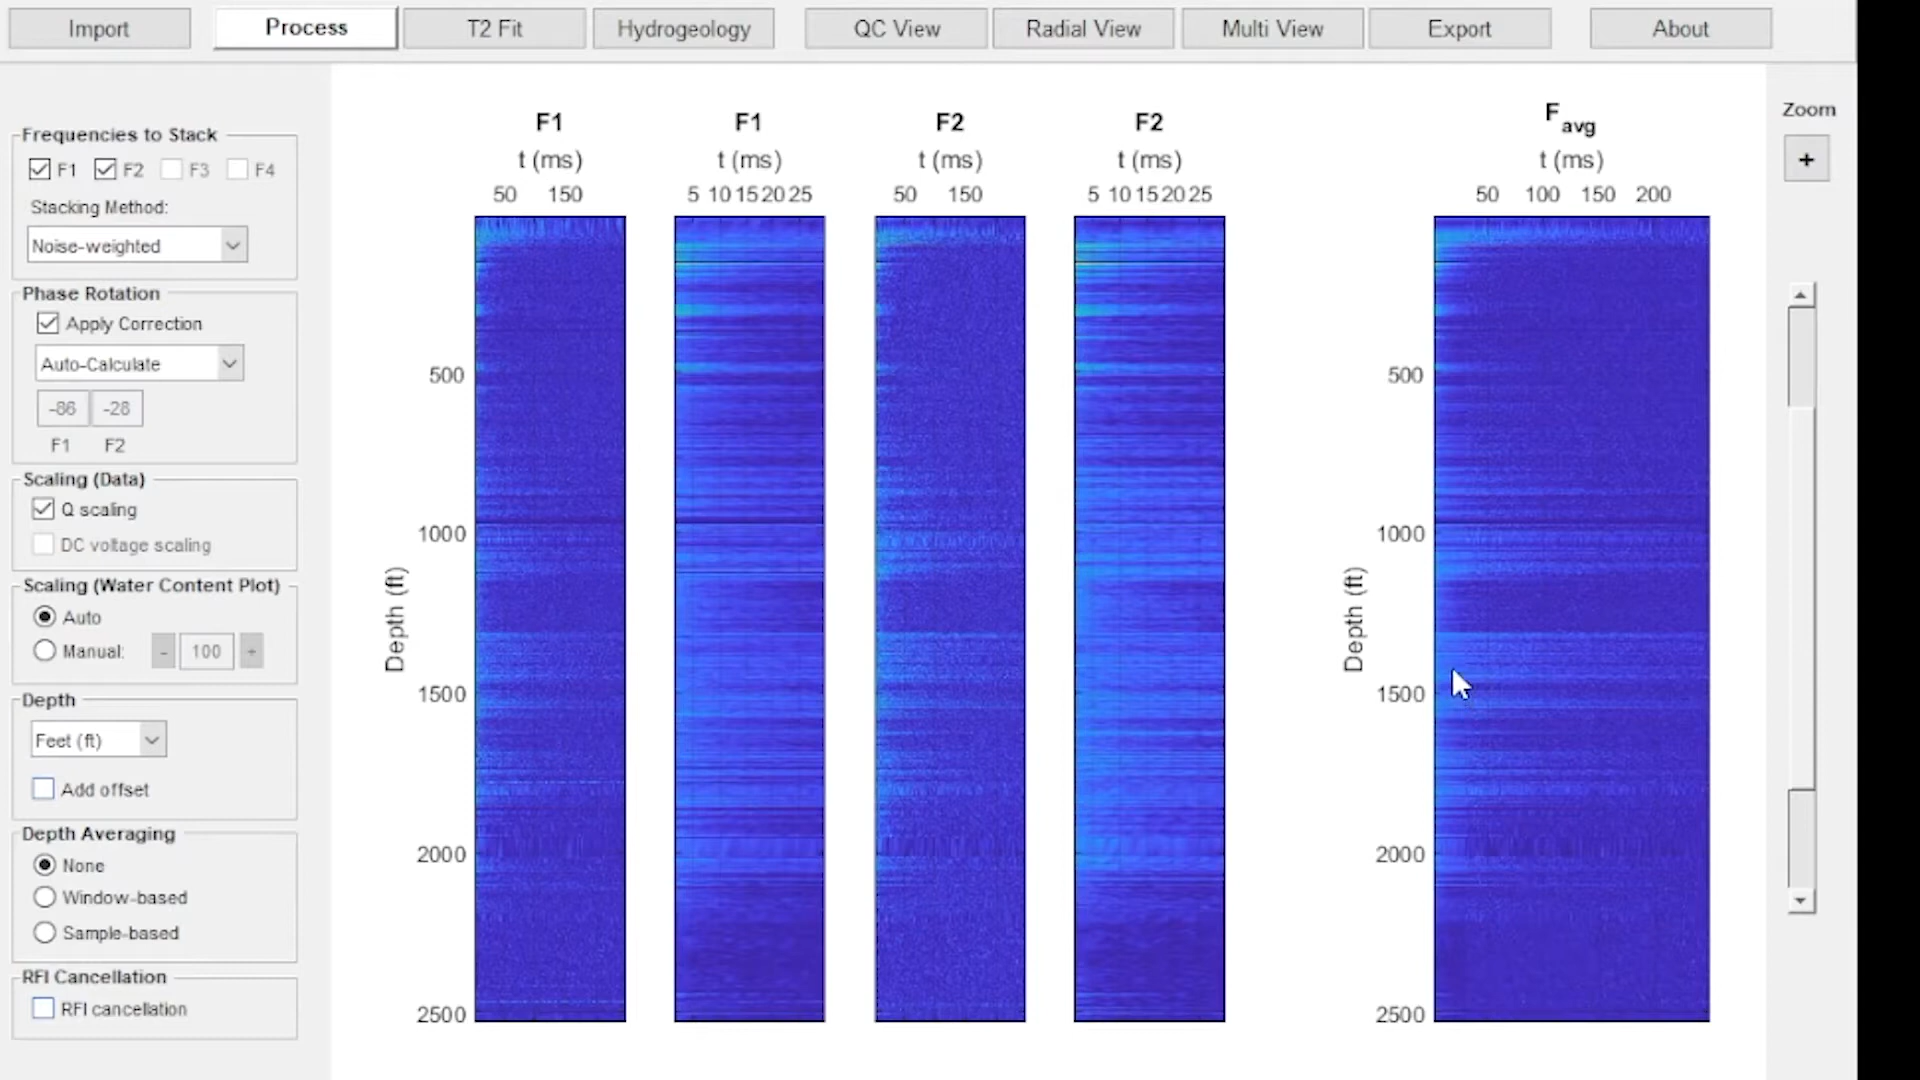 Import Process T2 Fit Hydrogeology QC View Radial View Multi View Export About
Frequencies to Stack
F1 F2 F3 F4
Stacking Method:
Noise-weighted
Phase Rotation
Apply Correction
Auto-Calculate
-86 -28
F1 F2
Scaling (Data)
Q scaling
DC voltage scaling
Scaling (Water Content Plot)
Auto
Manual: - 100 +
Depth
Feet (ft)
Add offset
Depth Averaging
None
Window-based
Sample-based
RFI Cancellation
RFI cancellation
F1
t (ms)
50 150
500
1000
1500
2000
2500
Depth (ft)
F1
t (ms)
5 10 15 20 25
F2
t (ms)
50 150
F2
t (ms)
5 10 15 20 25
Favg
t (ms)
50 100 150 200
500
1000
1500
2000
2500
Depth (ft)
Zoom
+